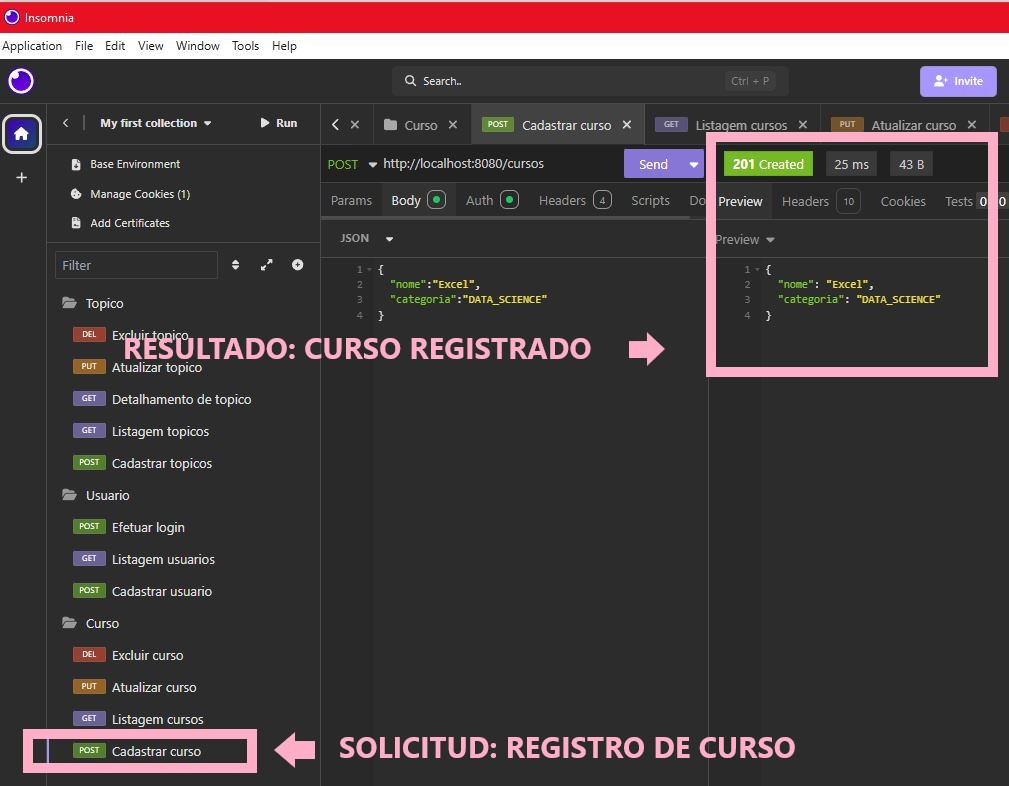 Insomnia
Application File Edit View Window Tools Help
Search.. Ctrl + P Invite
My first collection Run
Curso POST Cadastrar curso GET Listagem cursos PUT Atualizar curso
Base Environment
Manage Cookies (1)
Add Certificates
Filter
POST http://localhost:8080/cursos Send
201 Created 25 ms 43 B
Params Body Auth Headers 4 Scripts Do
Preview Headers 10 Cookies Tests
JSON
Preview
1 {
2 "nome":"Excel",
3 "categoria":"DATA_SCIENCE"
4 }
1 {
2 "nome": "Excel",
3 "categoria": "DATA_SCIENCE"
4 }
Topico
DEL Excluir topico
RESULTADO: CURSO REGISTRADO
PUT Atualizar topico
GET Detalhamento de topico
GET Listagem topicos
POST Cadastrar topicos
Usuario
POST Efetuar login
GET Listagem usuarios
POST Cadastrar usuario
Curso
DEL Excluir curso
PUT Atualizar curso
GET Listagem cursos
POST Cadastrar curso
SOLICITUD: REGISTRO DE CURSO